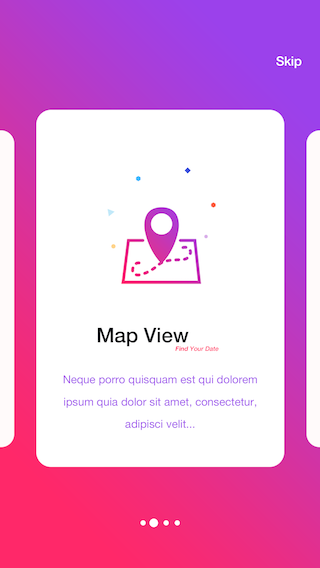 Skip
Map View
Find Your Date
Neque porro quisquam est qui dolorem
ipsum quia dolor sit amet, consectetur,
adipisci velit...